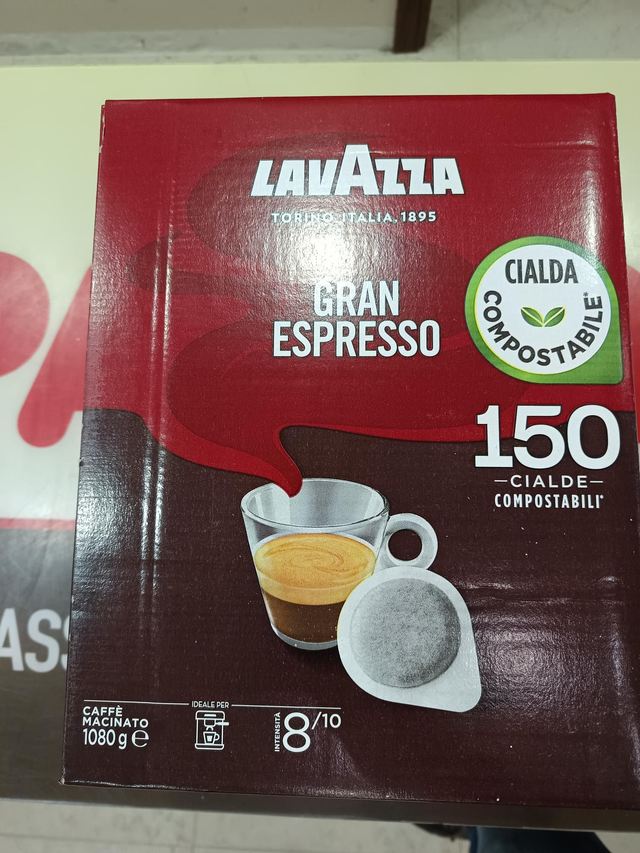 LAVAZZA
TORINO, ITALIA, 1895
GRAN
ESPRESSO
CIALDA
COMPOSTABILE*
150
CIALDE
COMPOSTABILI*
CAFFÈ
MACINATO
1080 g e
IDEALE PER
INTENSITÀ
8/10